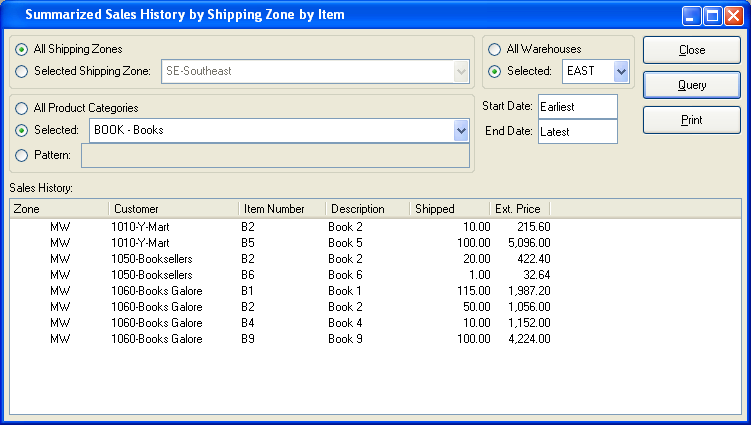 Summarized Sales History by Shipping Zone by Item
All Shipping Zones
Selected Shipping Zone: SE-Southeast
All Warehouses
Selected: EAST
Close
Query
Print
All Product Categories
Selected: BOOK - Books
Pattern:
Start Date: Earliest
End Date: Latest
Sales History:
Zone Customer Item Number Description Shipped Ext. Price
MW 1010-Y-Mart B2 Book 2 10.00 215.60
MW 1010-Y-Mart B5 Book 5 100.00 5,096.00
MW 1050-Booksellers B2 Book 2 20.00 422.40
MW 1050-Booksellers B6 Book 6 1.00 32.64
MW 1060-Books Galore B1 Book 1 115.00 1,987.20
MW 1060-Books Galore B2 Book 2 50.00 1,056.00
MW 1060-Books Galore B4 Book 4 10.00 1,152.00
MW 1060-Books Galore B9 Book 9 100.00 4,224.00